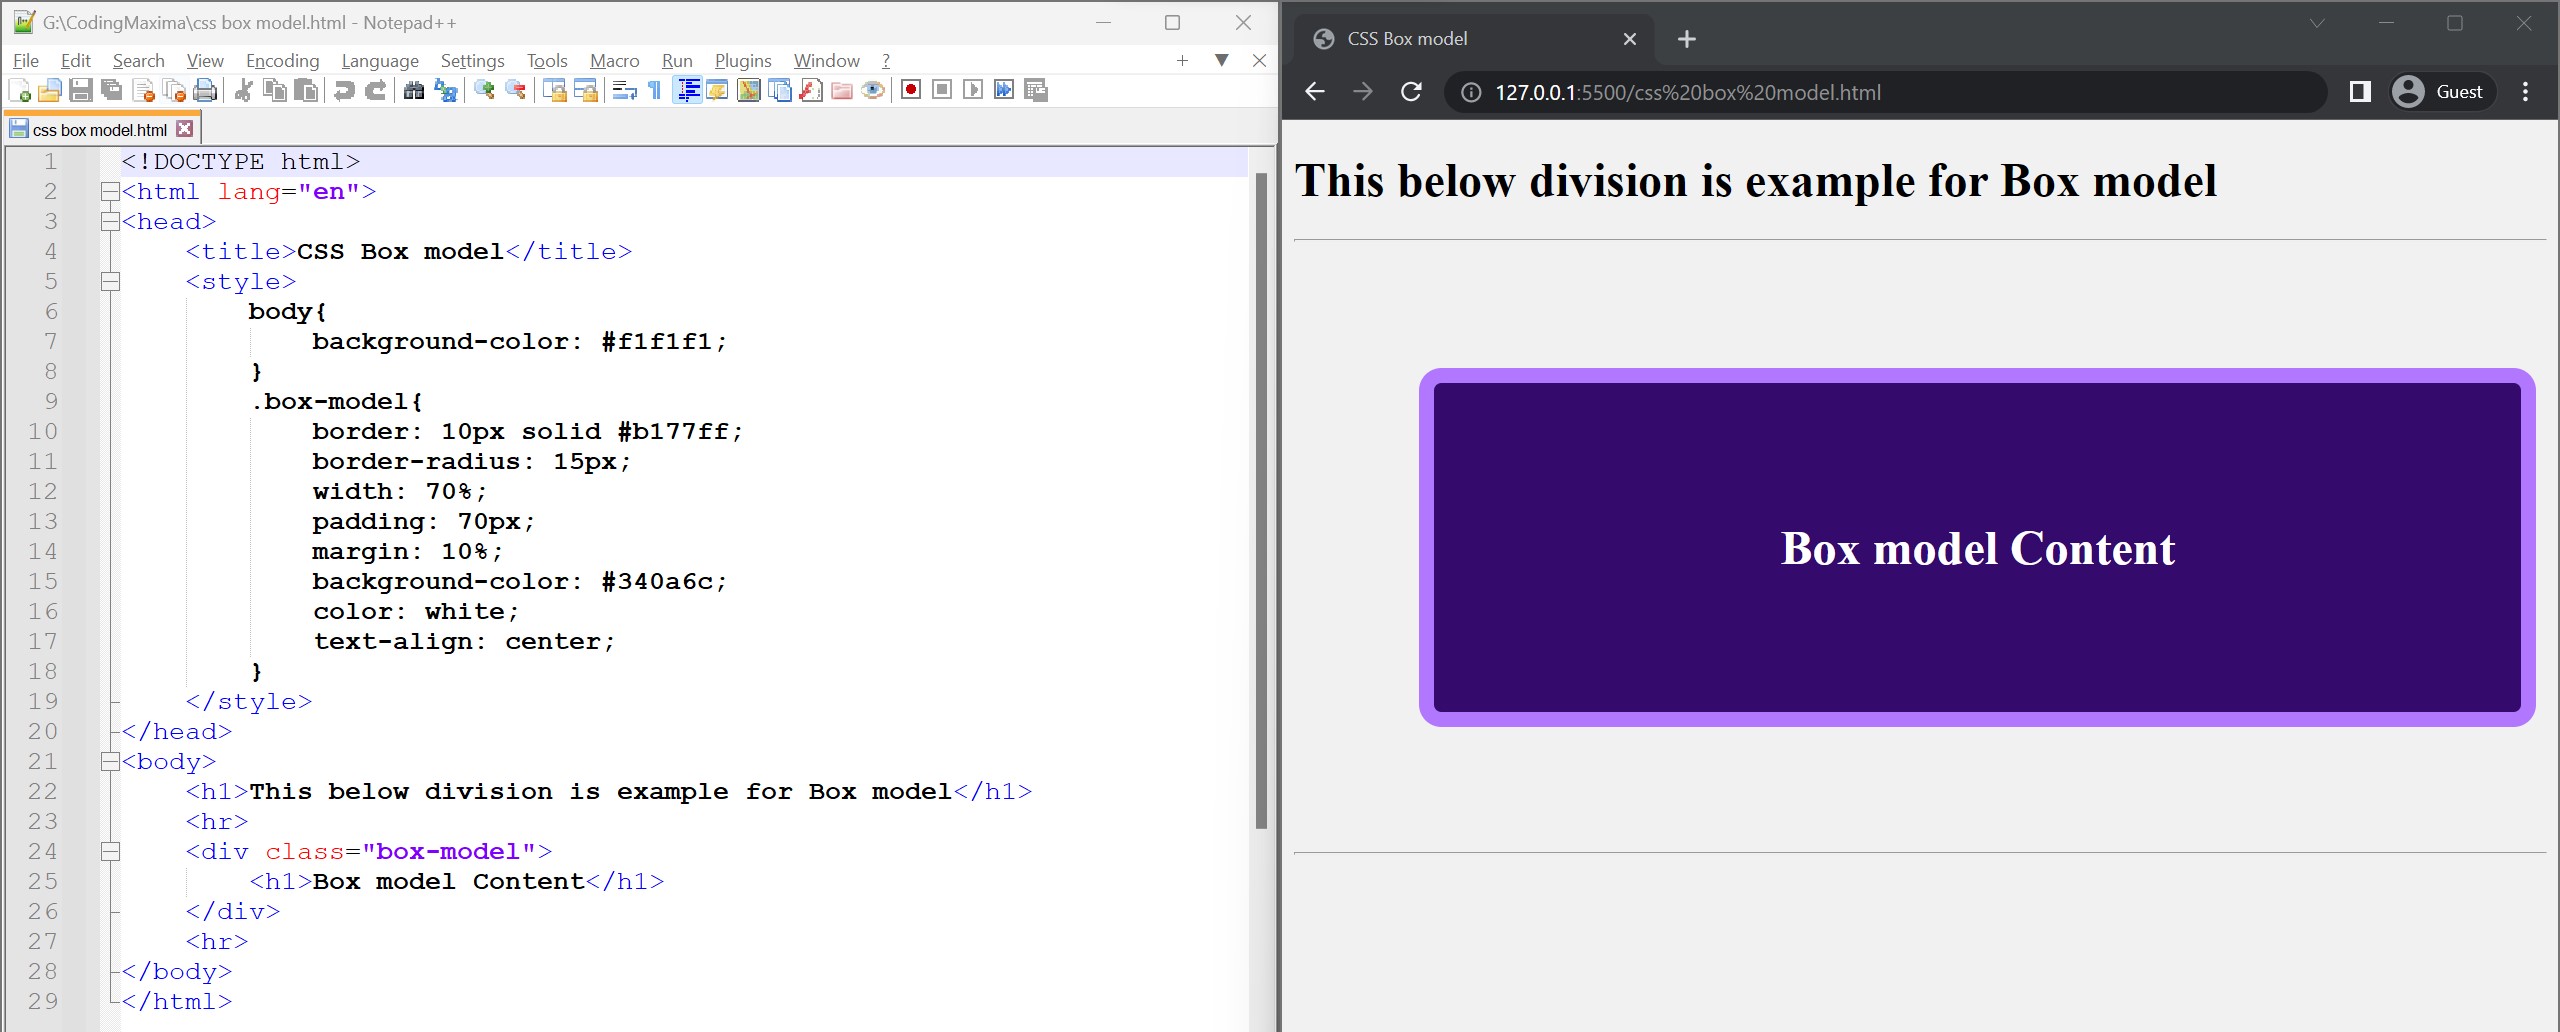 G:\CodingMaxima\css box model.html - Notepad++
File Edit Search View Encoding Language Settings Tools Macro Run Plugins Window ?
css box model.html
1 <!DOCTYPE html>
2 <html lang="en">
3 <head>
4 <title>CSS Box model</title>
5 <style>
6 body{
7 background-color: #f1f1f1;
8 }
9 .box-model{
10 border: 10px solid #b177ff;
11 border-radius: 15px;
12 width: 70%;
13 padding: 70px;
14 margin: 10%;
15 background-color: #340a6c;
16 color: white;
17 text-align: center;
18 }
19 </style>
20 </head>
21 <body>
22 <h1>This below division is example for Box model</h1>
23 <hr>
24 <div class="box-model">
25 <h1>Box model Content</h1>
26 </div>
27 <hr>
28 </body>
29 </html>
CSS Box model
127.0.0.1:5500/css%20box%20model.html
Guest
This below division is example for Box model
Box model Content